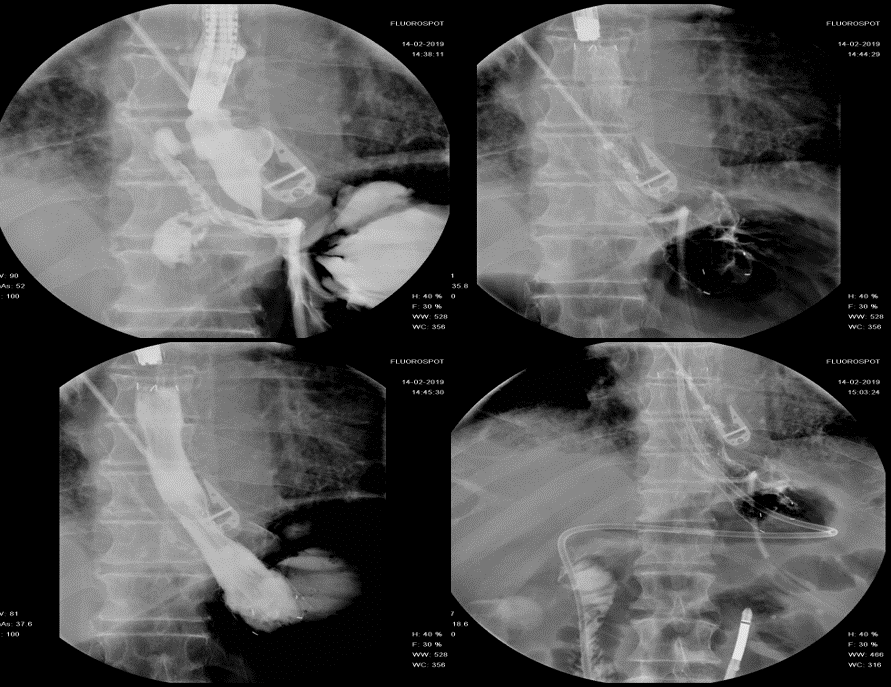 FLUOROSPOT
14-02-2019
14:38:11
V: 90
As: 52
: 100
H: 40 %
F: 30 %
WW: 528
WC: 356
FLUOROSPOT
14-02-2019
14:44:29
1
35.8
0
H: 40 %
F: 30 %
WW: 528
WC: 356
FLUOROSPOT
14-02-2019
14:45:30
V: 81
As: 37.6
: 100
H: 40 %
F: 30 %
WW: 528
WC: 356
FLUOROSPOT
14-02-2019
15:03:24
7
18.6
0
H: 40 %
F: 30 %
WW: 466
WC: 316